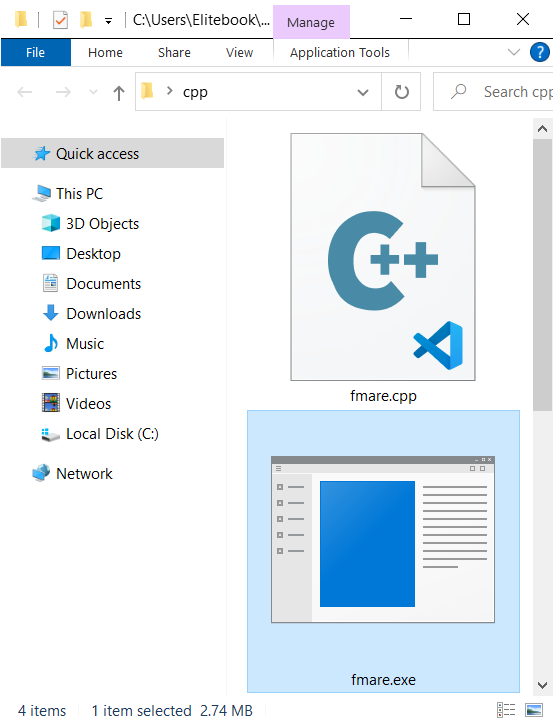 C:\Users\Elitebook\...
Manage
File
Home
Share
View
Application Tools
?
cpp
Search cpp
Quick access
This PC
3D Objects
Desktop
Documents
Downloads
Music
Pictures
Videos
Local Disk (C:)
Network
C++
fmare.cpp
fmare.exe
4 items
1 item selected 2.74 MB